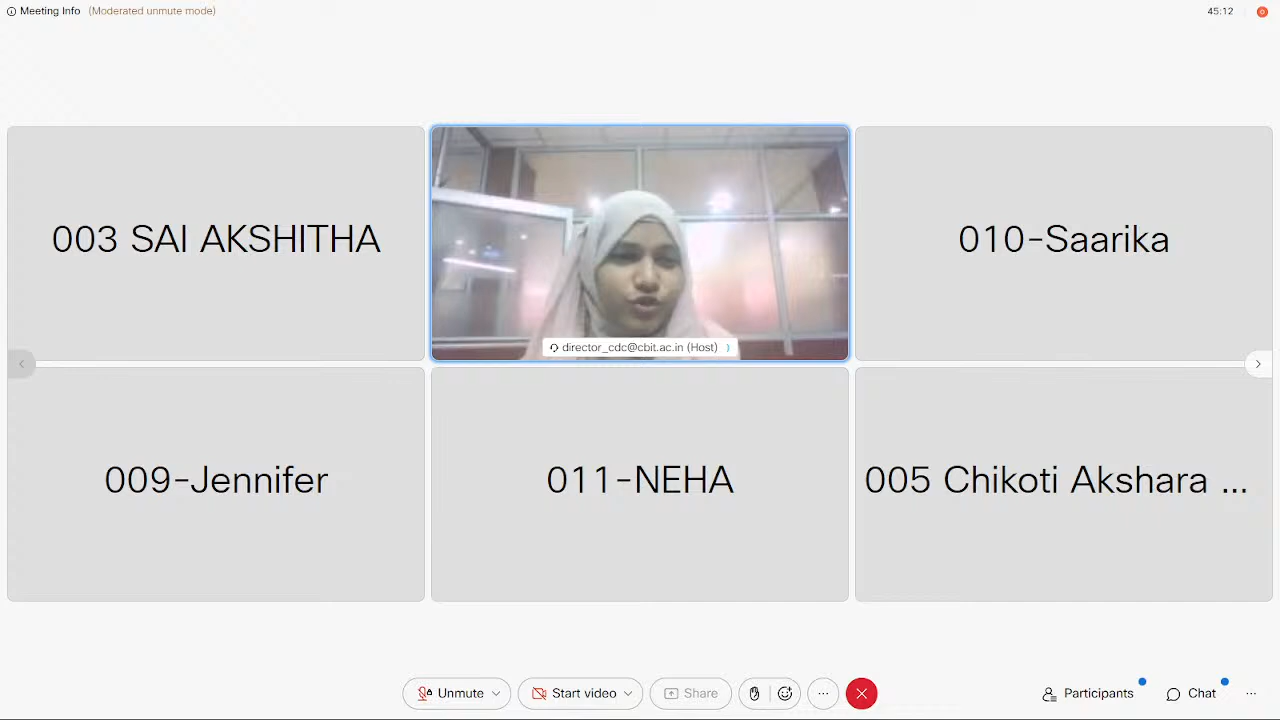 Meeting Info (Moderated unmute mode)
45:12
003 SAI AKSHITHA
director_cdc@cbit.ac.in (Host)
010-Saarika
009-Jennifer
011-NEHA
005 Chikoti Akshara ...
Unmute
Start video
Share
Participants
Chat